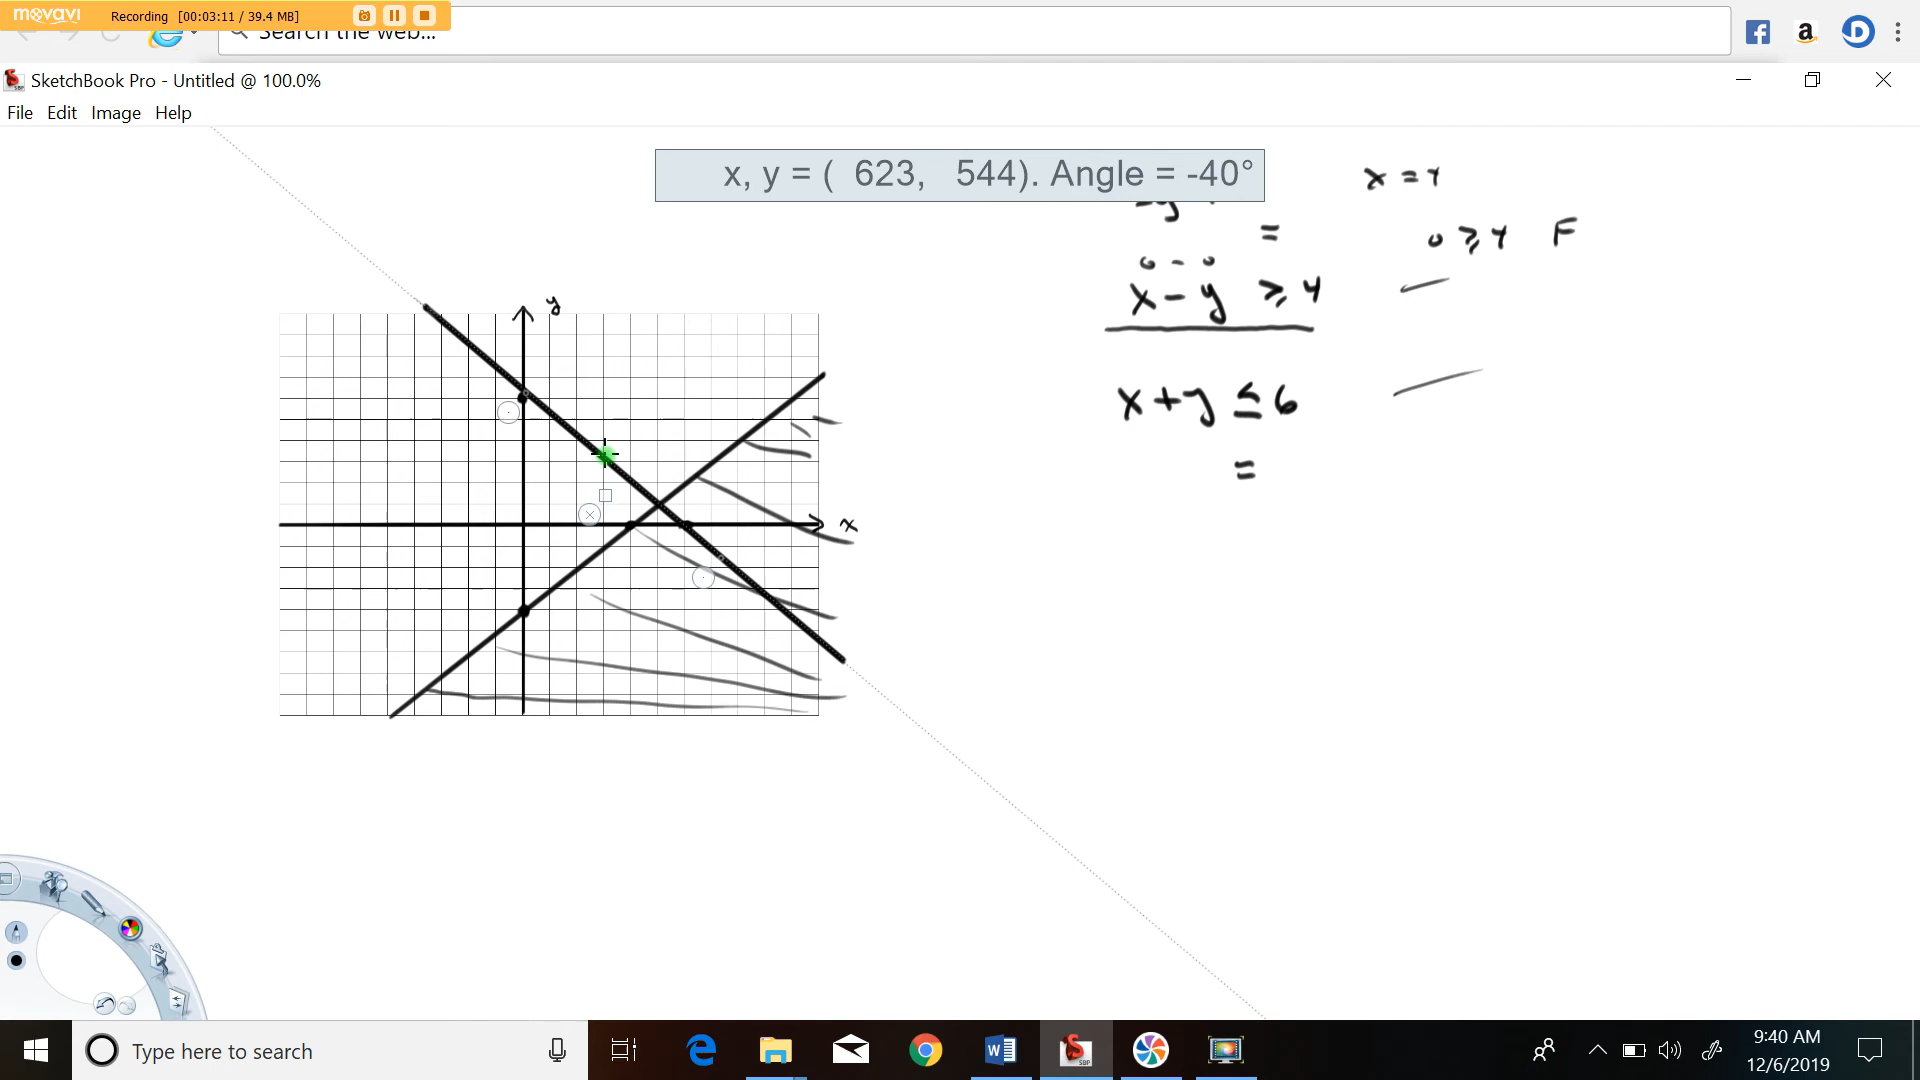 movavi Recording [00:03:11 / 39.4 MB]
Search the web...
SketchBook Pro - Untitled @ 100.0%
File Edit Image Help
x, y = ( 623, 544). Angle = -40°
x = 4
-y
=
0 ≥ 4 F
0 - 0
x - y ≥ 4
x + y ≤ 6
=
y
x
Type here to search
9:40 AM
12/6/2019